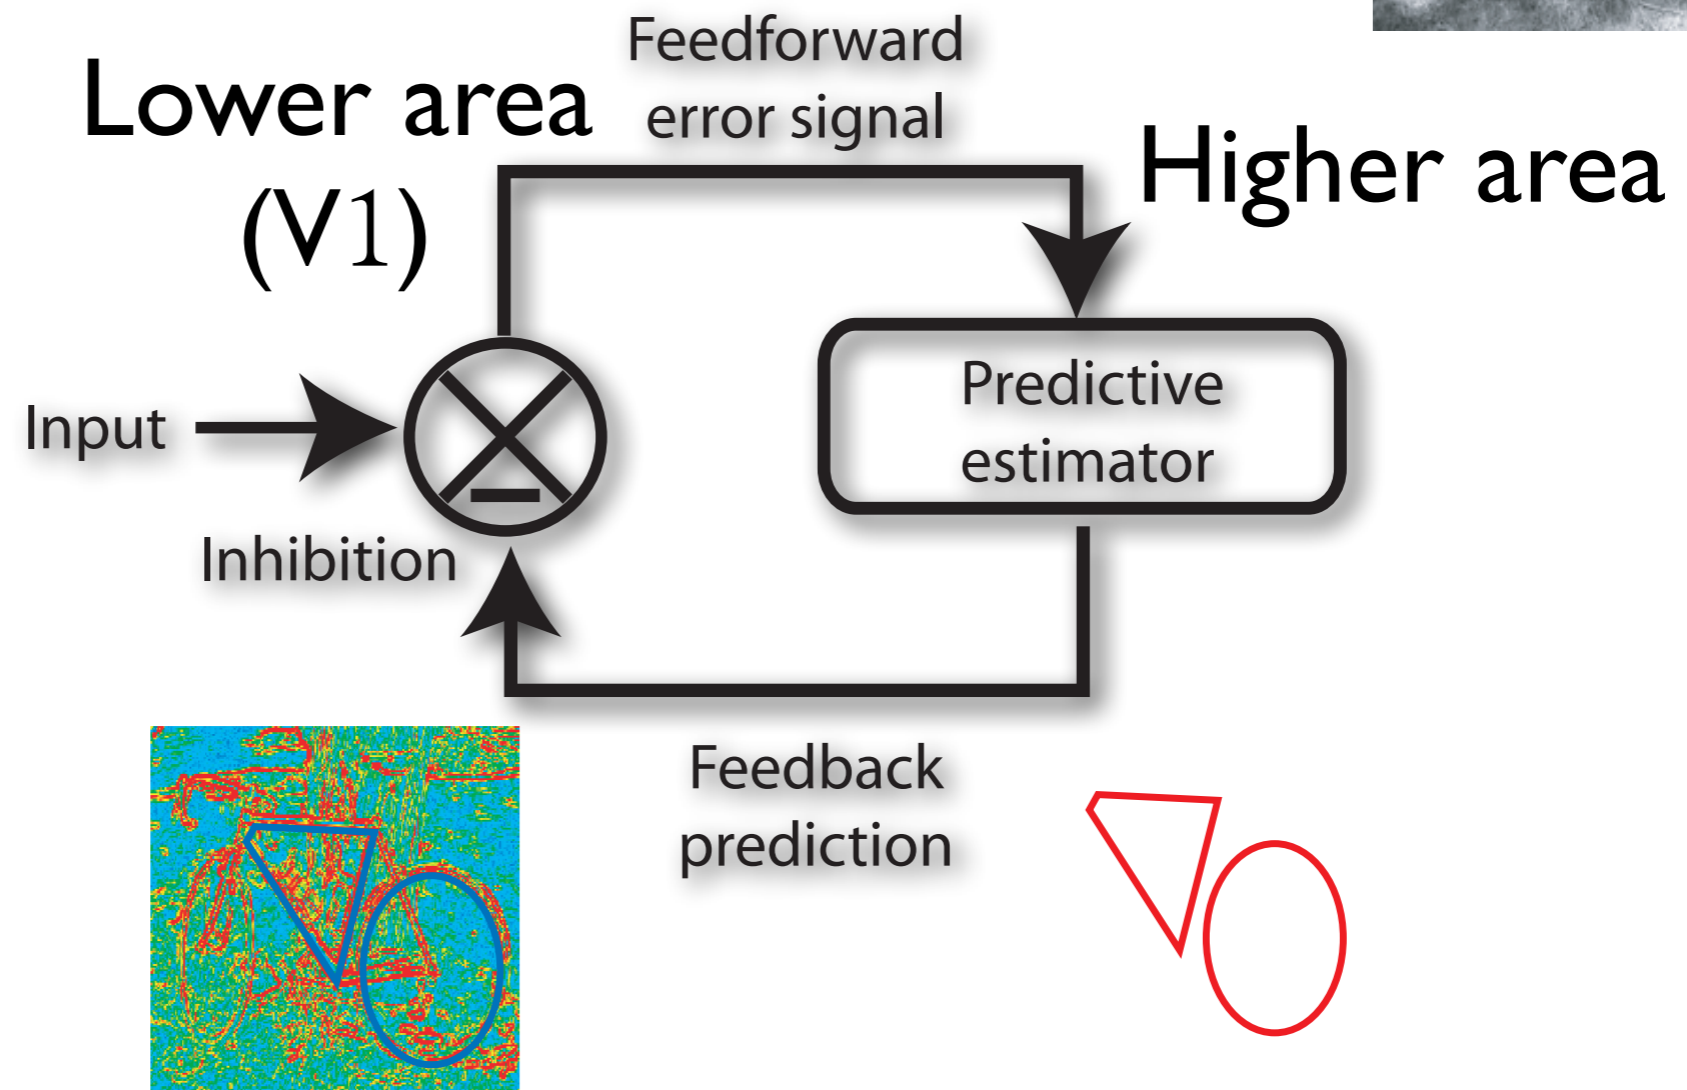 Feedforward
error signal
Lower area
(V1)
Higher area
Input
Inhibition
Predictive
estimator
Feedback
prediction